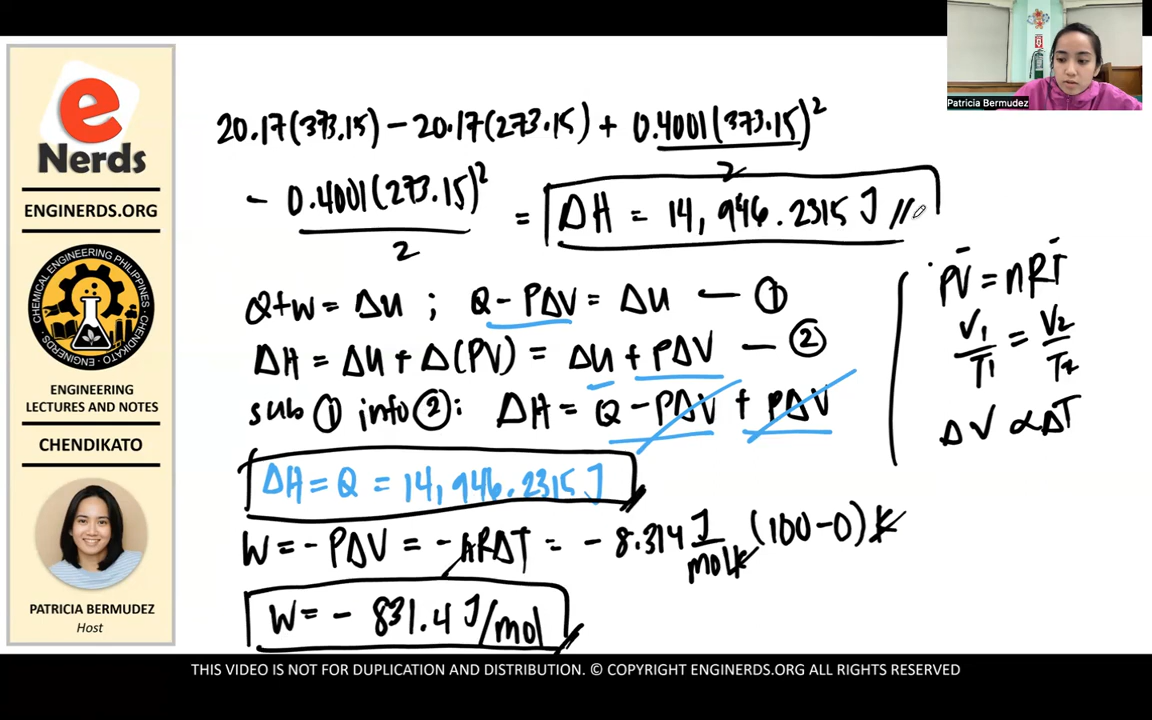 e
Nerds
ENGINERDS.ORG
CHEMICAL ENGINEERING PHILIPPINES
CHENDIKATO
ENGINEERING
LECTURES AND NOTES
CHENDIKATO
PATRICIA BERMUDEZ
Host
Patricia Bermudez
20.17(373.15) - 20.17(273.15) + 0.4001(373.15)²
2
- 0.4001(273.15)² = ΔH = 14,946.2315 J //
2
Q+W = ΔU ; Q - PΔV = ΔU — ①
ΔH = ΔU + Δ(PV) = ΔU + PΔV — ②
sub ① into ②: ΔH = Q - PΔV + PΔV
ΔH = Q = 14,946.2315 J
W = - PΔV = - nRΔT = - 8.314 J/molK (100-0) K
W = - 831.4 J/mol
PV̄ = nRT̄
V₁/T₁ = V₂/T₂
ΔV ∝ ΔT
THIS VIDEO IS NOT FOR DUPLICATION AND DISTRIBUTION. © COPYRIGHT ENGINERDS.ORG ALL RIGHTS RESERVED